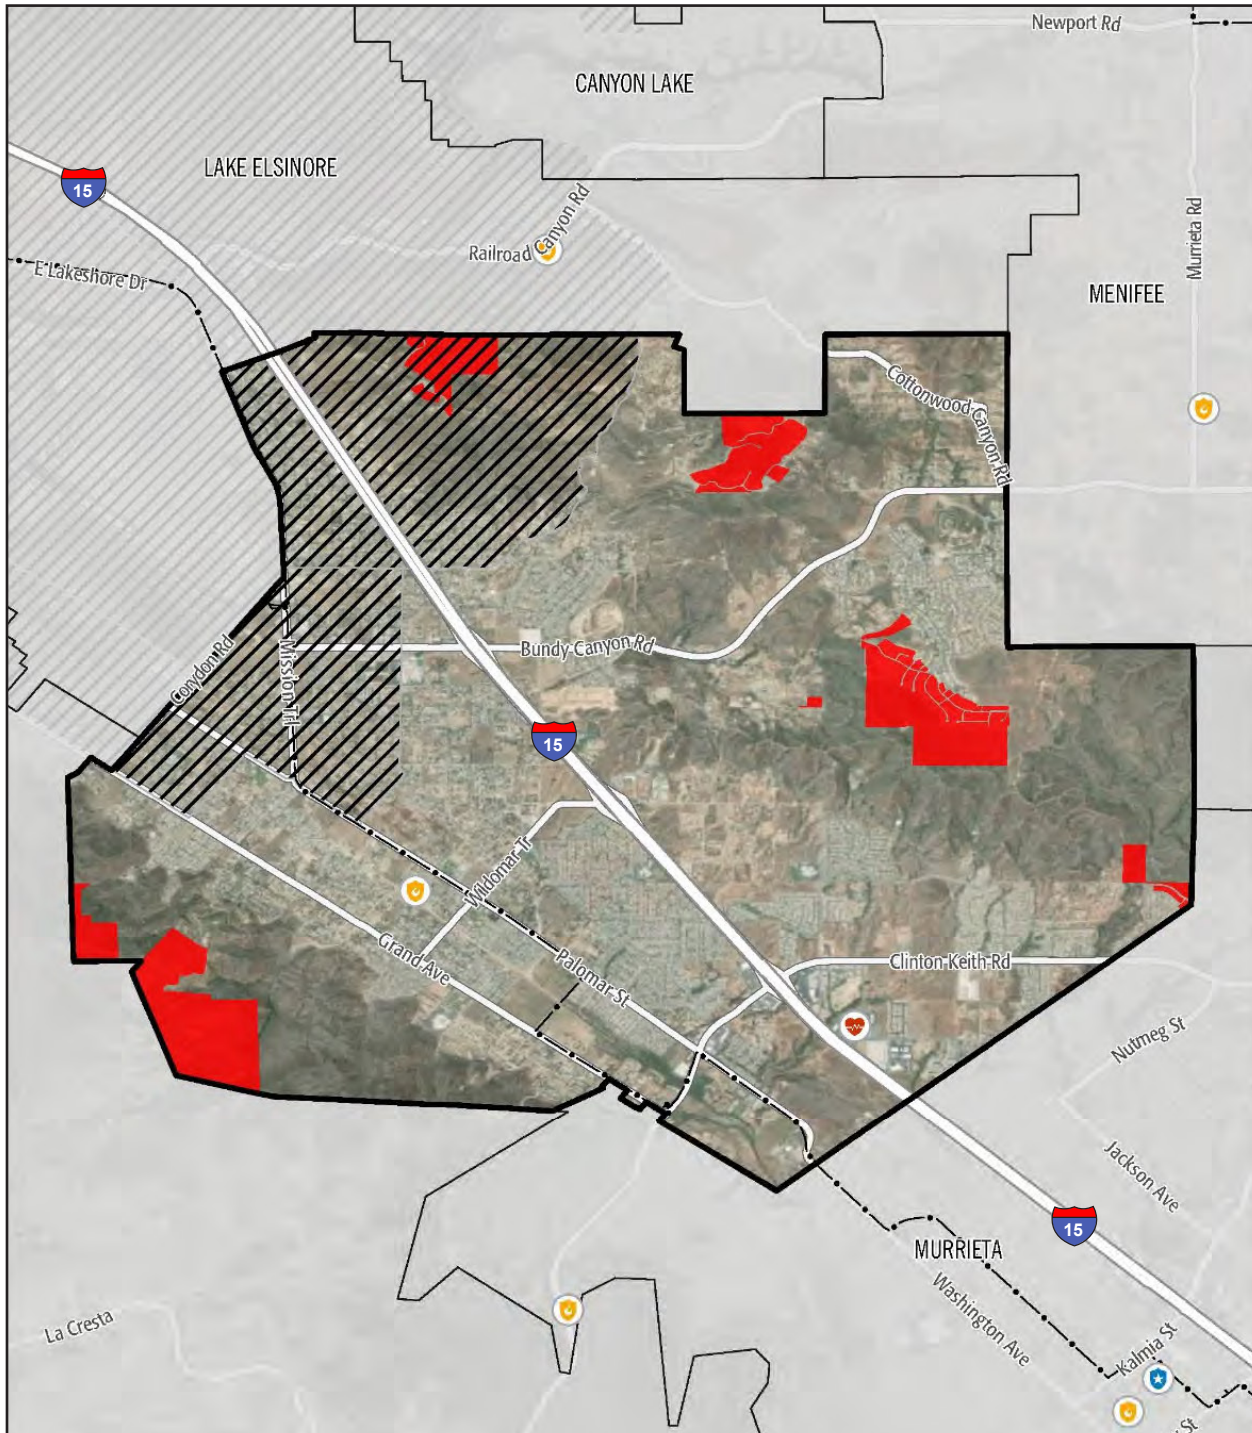 Newport Rd
CANYON LAKE
LAKE ELSINORE
15
Railroad Canyon Rd
Murrieta Rd
E Lakeshore Dr
MENIFEE
Cottonwood Canyon Rd
Bundy Canyon Rd
Corydon Rd
Mission Trl
15
Wildomar Tr
Grand Ave
Palomar St
Clinton Keith Rd
Nutmeg St
Jackson Ave
15
MURRIETA
Washington Ave
La Cresta
Kalmia St
St